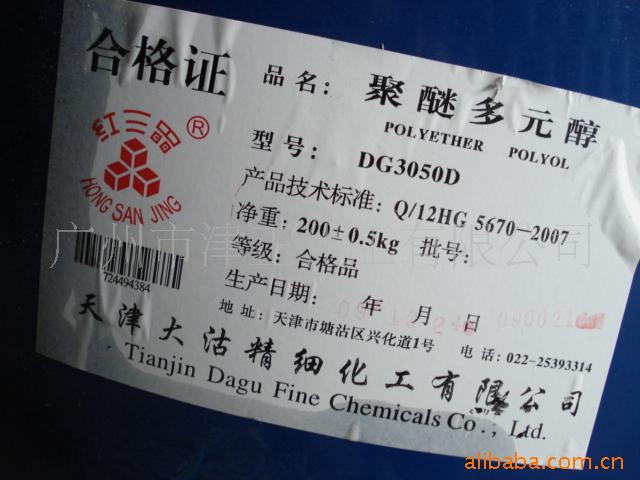 合格证
品名： 聚醚多元醇
POLYETHER POLYOL
红三晶®
HONG SAN JING
型号： DG3050D
产品技术标准： Q/12HG 5670—2007
净重： 200±0.5kg 批号：
等级： 合格品
生产日期： 年 月 日
724494384
地 址：天津市塘沽区兴化道1号 电 话：022-25393314
天津大沽精细化工有限公司
Tianjin Dagu Fine Chemicals Co., Ltd.
alibaba.com.cn